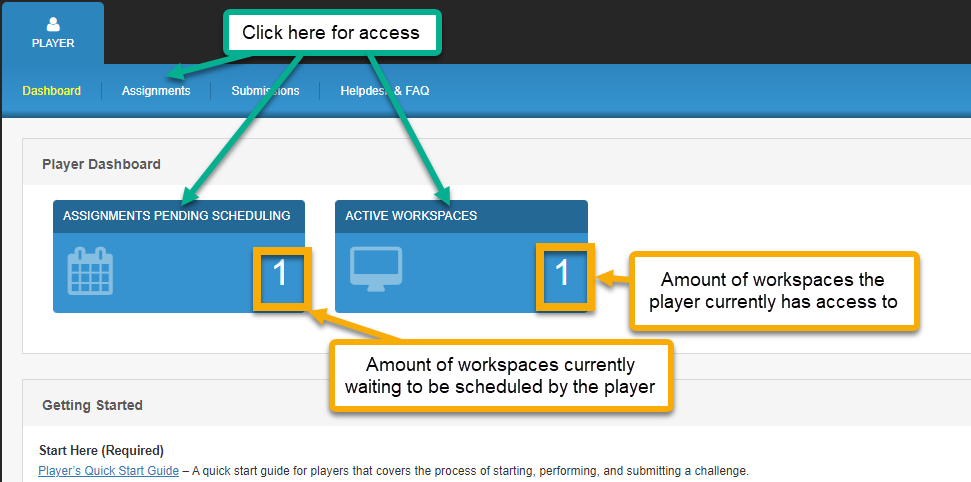 Click here for access
PLAYER
Dashboard
Assignments
Submissions
Helpdesk & FAQ
Player Dashboard
ASSIGNMENTS PENDING SCHEDULING
1
ACTIVE WORKSPACES
1
Amount of workspaces the
player currently has access to
Amount of workspaces currently
waiting to be scheduled by the player
Getting Started
Start Here (Required)
Player's Quick Start Guide – A quick start guide for players that covers the process of starting, performing, and submitting a challenge.